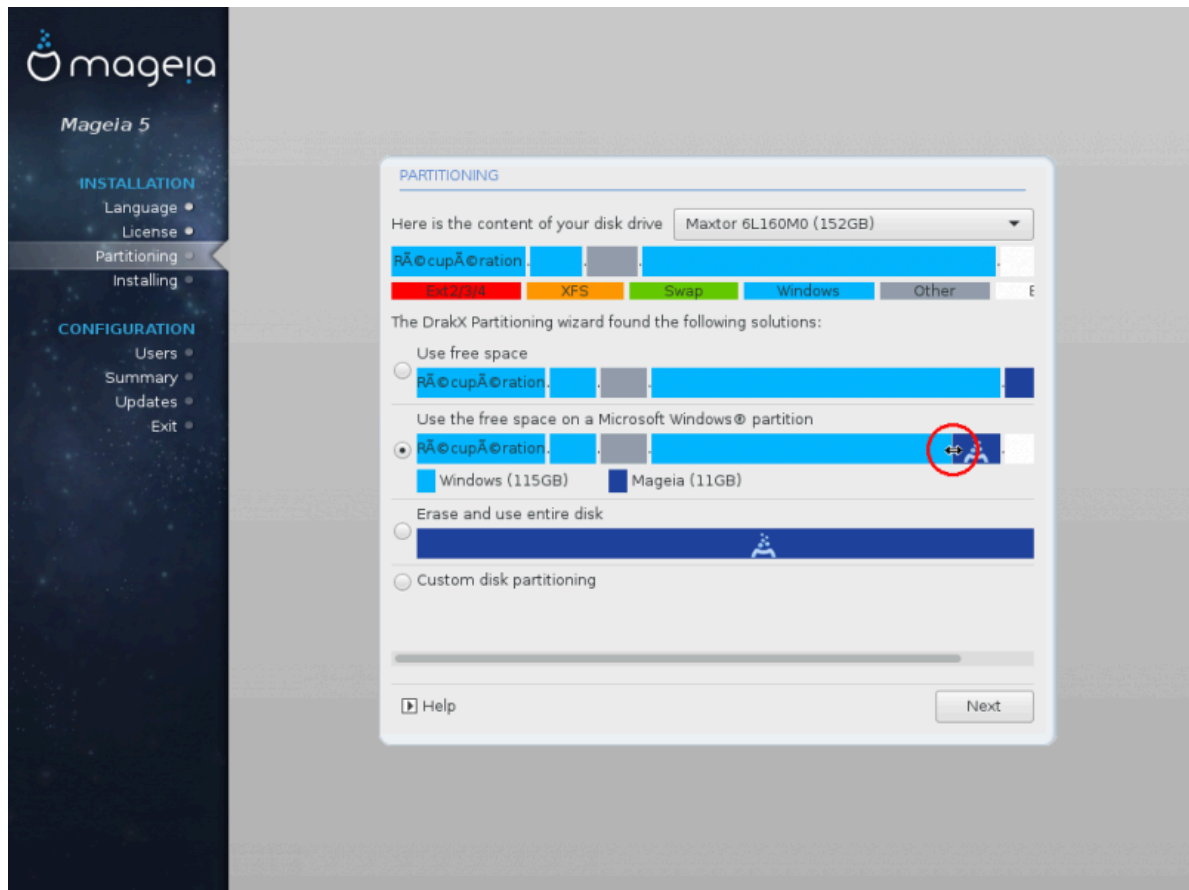 mageia
Mageia 5
INSTALLATION
Language
License
Partitioning
Installing
CONFIGURATION
Users
Summary
Updates
Exit
PARTITIONING
Here is the content of your disk drive Maxtor 6L160M0 (152GB)
RÃ©cupÃ©ration
Ext2/3/4 XFS Swap Windows Other
The DrakX Partitioning wizard found the following solutions:
Use free space
RÃ©cupÃ©ration
Use the free space on a Microsoft Windows® partition
RÃ©cupÃ©ration
Windows (115GB) Mageia (11GB)
Erase and use entire disk
Custom disk partitioning
Help Next